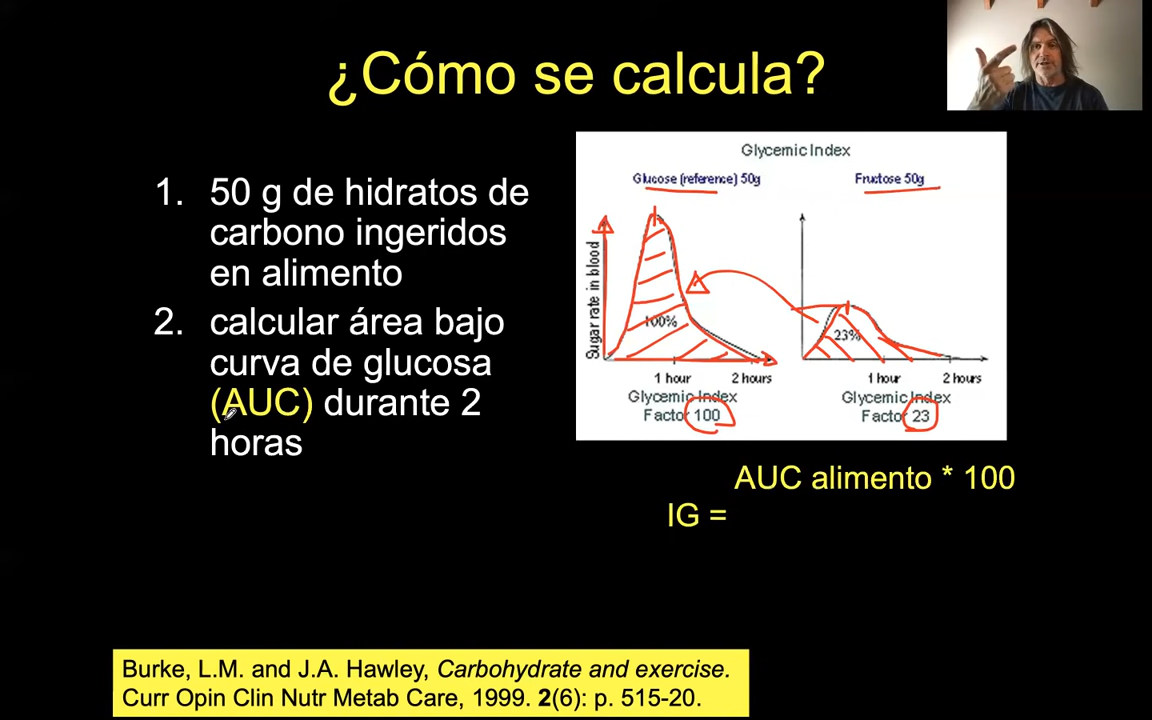 ¿Cómo se calcula?
1. 50 g de hidratos de
carbono ingeridos
en alimento
2. calcular área bajo
curva de glucosa
(AUC) durante 2
horas
Glycemic Index
Glucose (reference) 50g
Fructose 50g
Sugar rate in blood
100%
23%
1 hour
2 hours
1 hour
2 hours
Glycemic Index
Factor 100
Glycemic Index
Factor 23
AUC alimento * 100
IG =
Burke, L.M. and J.A. Hawley, Carbohydrate and exercise.
Curr Opin Clin Nutr Metab Care, 1999. 2(6): p. 515-20.